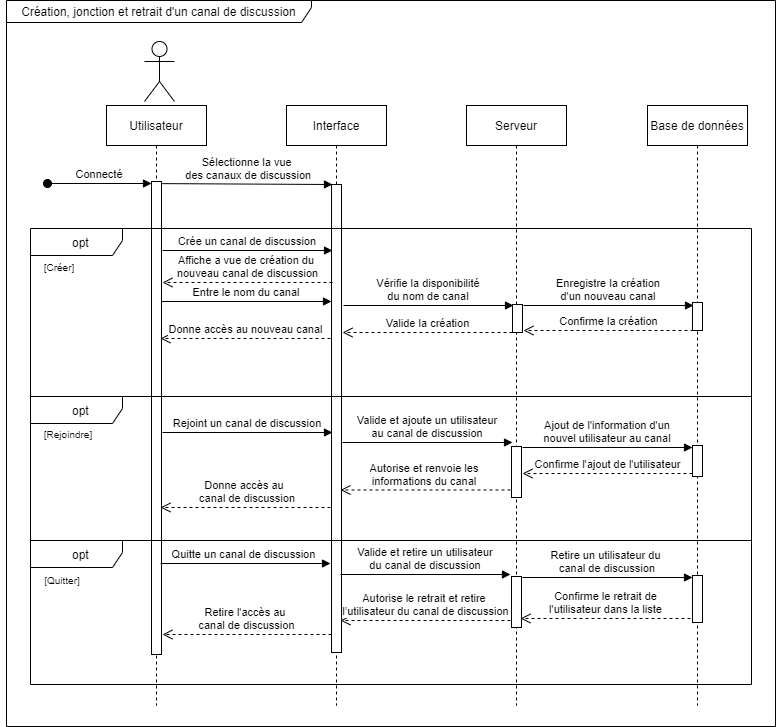 Création, jonction et retrait d'un canal de discussion
Utilisateur
Interface
Serveur
Base de données
Connecté
Sélectionne la vue
des canaux de discussion
opt
[Créer]
Crée un canal de discussion
Affiche a vue de création du
nouveau canal de discussion
Entre le nom du canal
Vérifie la disponibilité
du nom de canal
Enregistre la création
d'un nouveau canal
Confirme la création
Valide la création
Donne accès au nouveau canal
opt
[Rejoindre]
Rejoint un canal de discussion
Valide et ajoute un utilisateur
au canal de discussion
Ajout de l'information d'un
nouvel utilisateur au canal
Confirme l'ajout de l'utilisateur
Autorise et renvoie les
informations du canal
Donne accès au
canal de discussion
opt
[Quitter]
Quitte un canal de discussion
Valide et retire un utilisateur
du canal de discussion
Retire un utilisateur du
canal de discussion
Confirme le retrait de
l'utilisateur dans la liste
Autorise le retrait et retire
l'utilisateur du canal de discussion
Retire l'accès au
canal de discussion